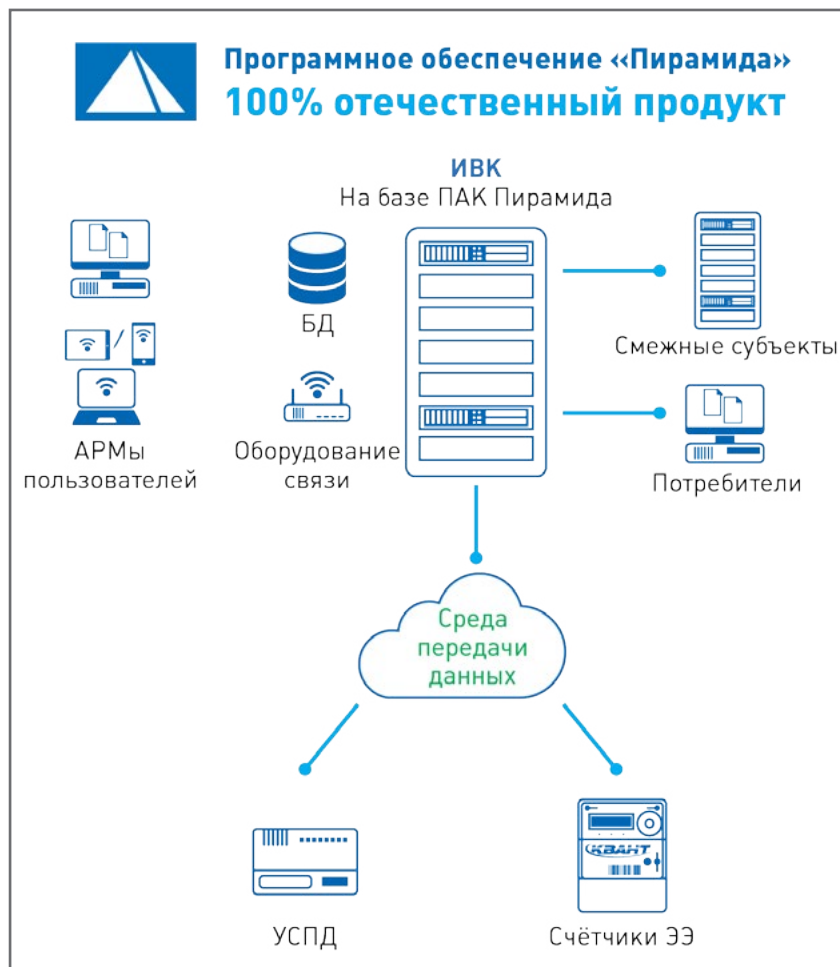 Программное обеспечение «Пирамида»
100% отечественный продукт
ИВК
На базе ПАК Пирамида
БД
Смежные субъекты
АРМы
пользователей
Оборудование
связи
Потребители
Среда
передачи
данных
КВАНТ
УСПД
Счётчики ЭЭ